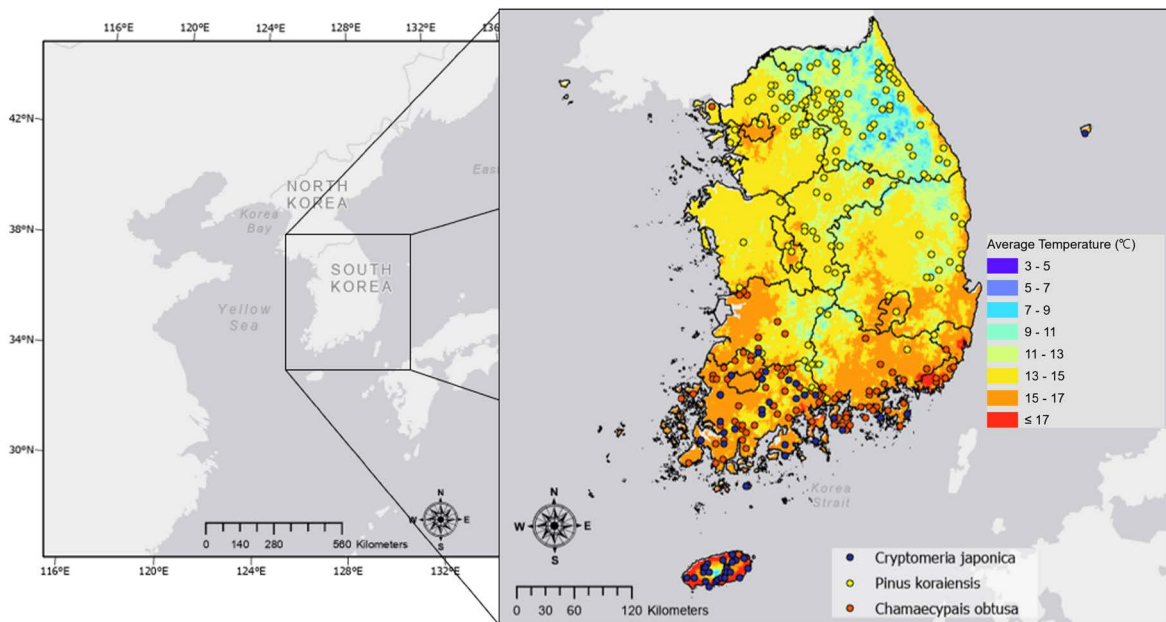 116°E 120°E 124°E 128°E 132°E 136
42°N
38°N
34°N
30°N
NORTH
KOREA
Korea
Bay
East
SOUTH
KOREA
Yellow
Sea
N
W E
S
0 140 280 560 Kilometers
116°E 120°E 124°E 128°E 132°E
Average Temperature (℃)
3 - 5
5 - 7
7 - 9
9 - 11
11 - 13
13 - 15
15 - 17
≤ 17
Korea
Strait
N
W E
S
0 30 60 120 Kilometers
Cryptomeria japonica
Pinus koraiensis
Chamaecypais obtusa